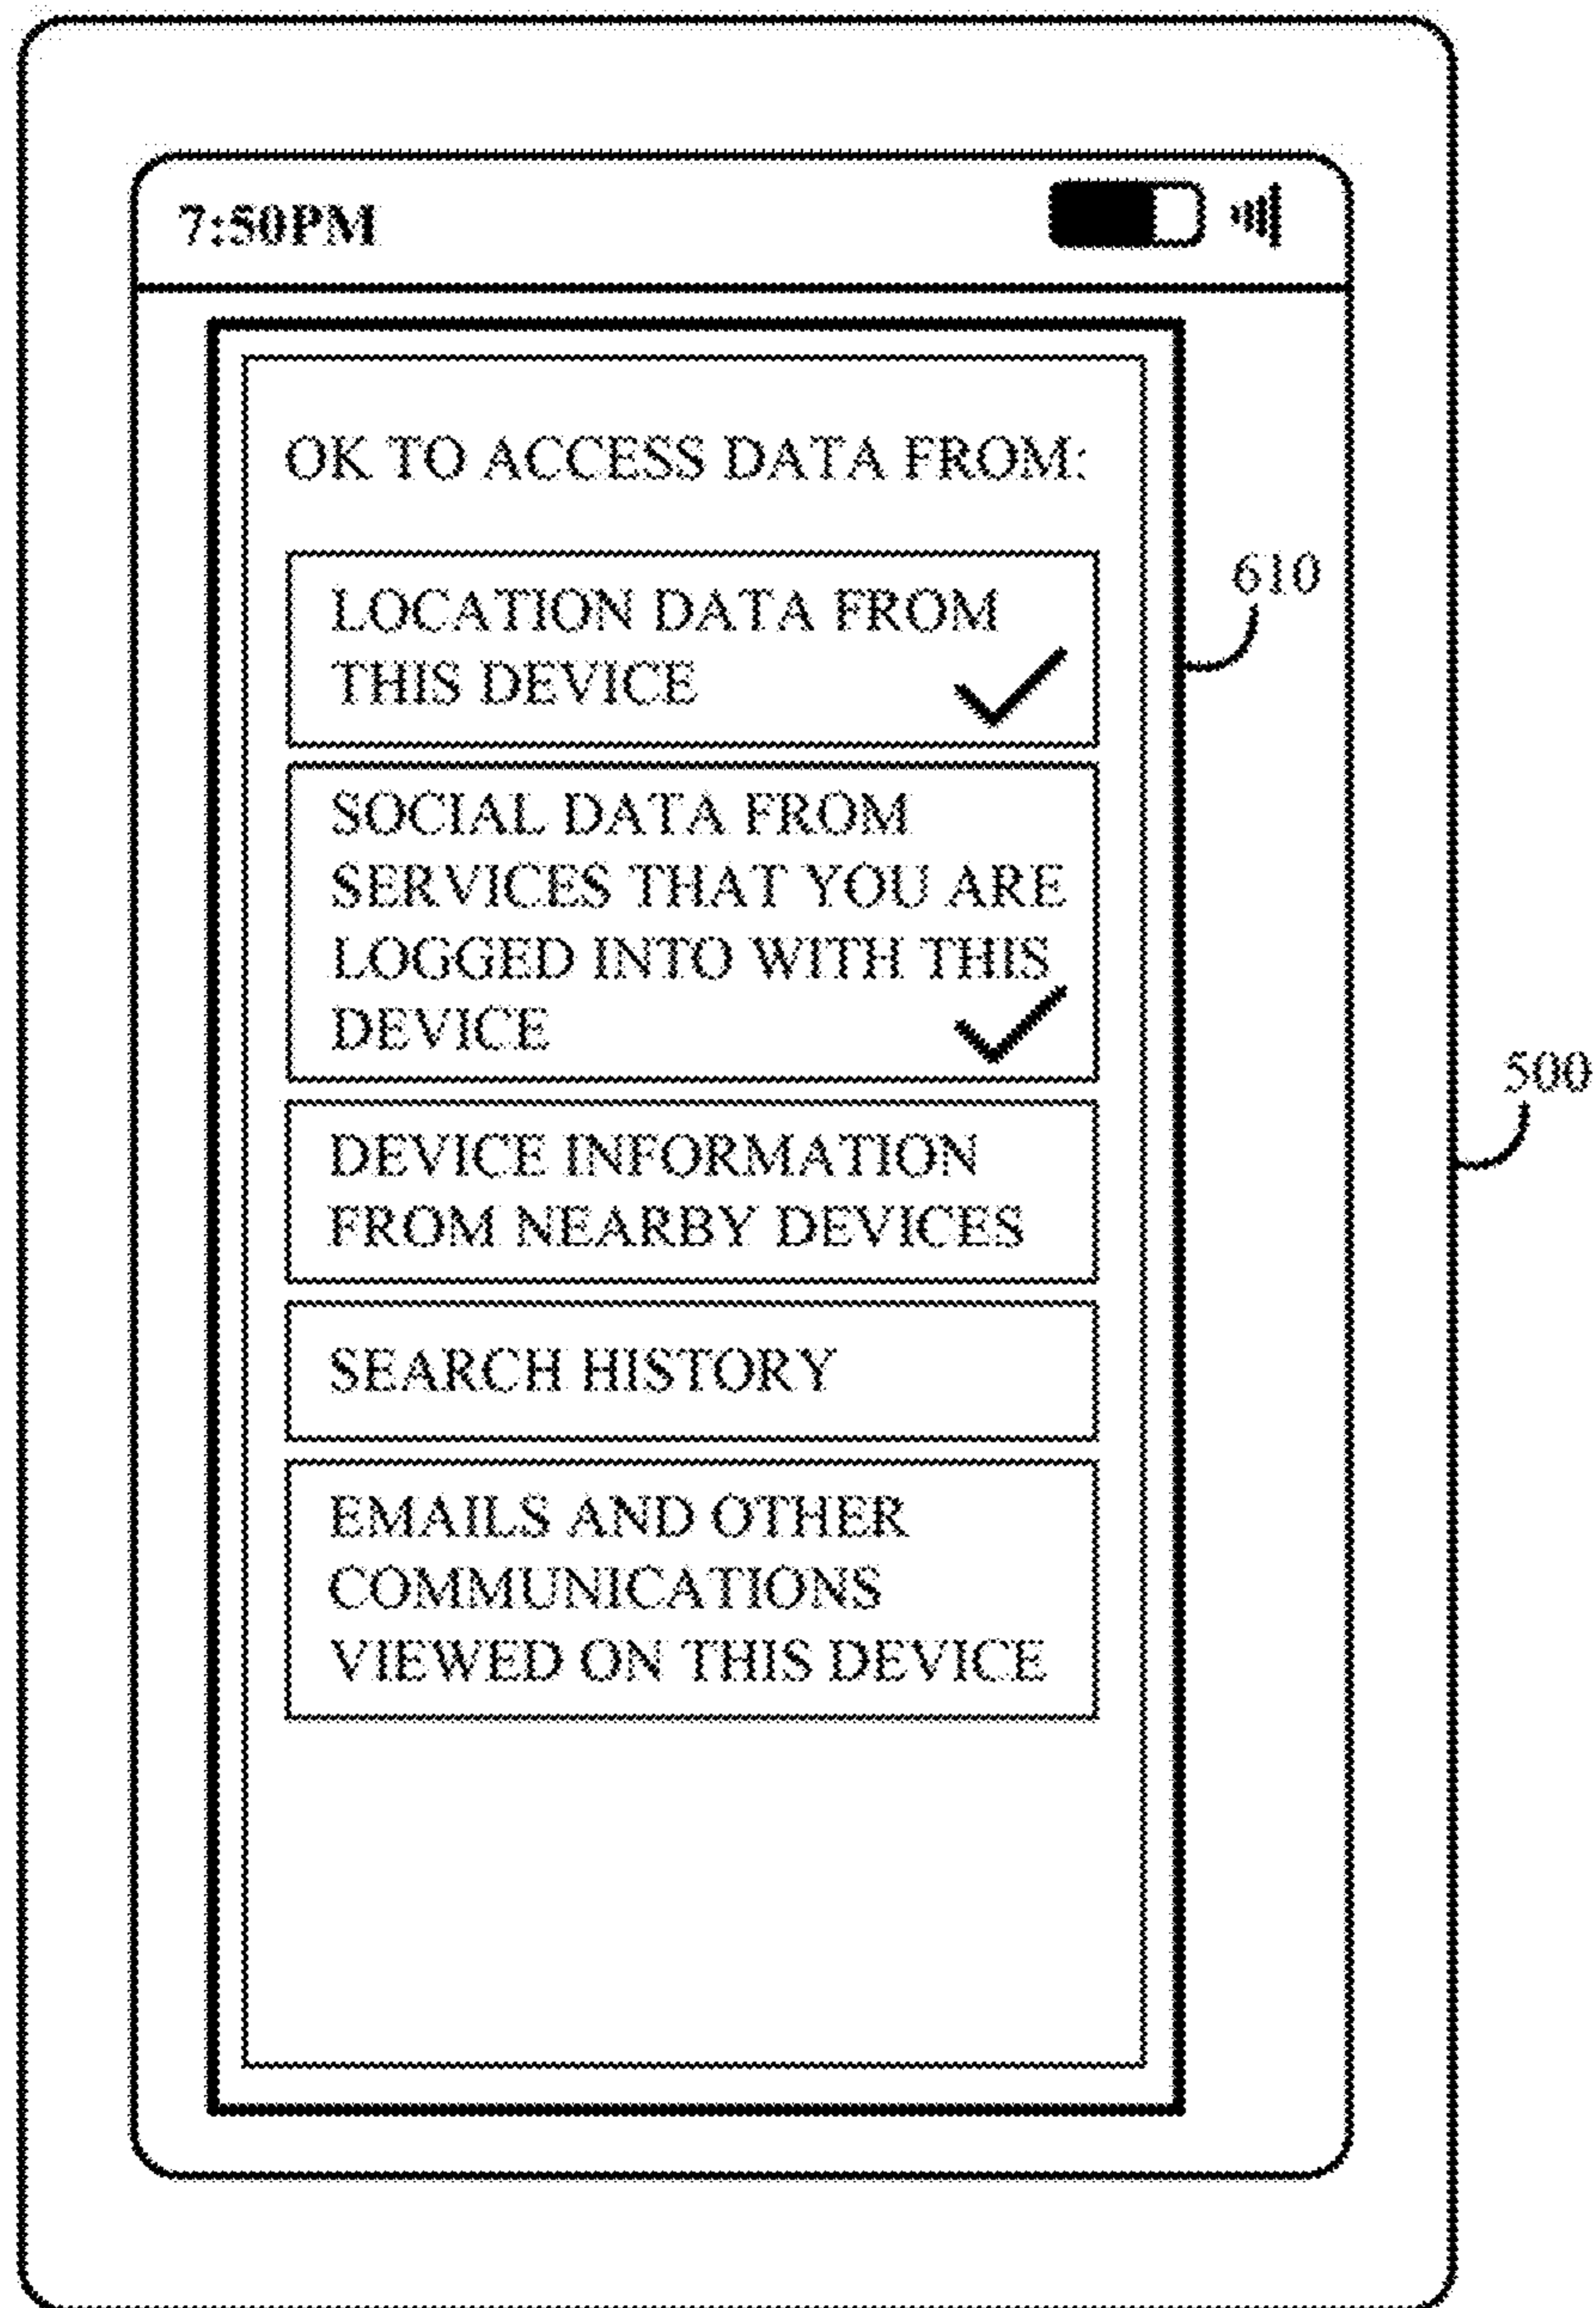 7:50PM
OK TO ACCESS DATA FROM:
LOCATION DATA FROM
THIS DEVICE
610
SOCIAL DATA FROM
SERVICES THAT YOU ARE
LOGGED INTO WITH THIS
DEVICE
500
DEVICE INFORMATION
FROM NEARBY DEVICES
SEARCH HISTORY
EMAILS AND OTHER
COMMUNICATIONS
VIEWED ON THIS DEVICE